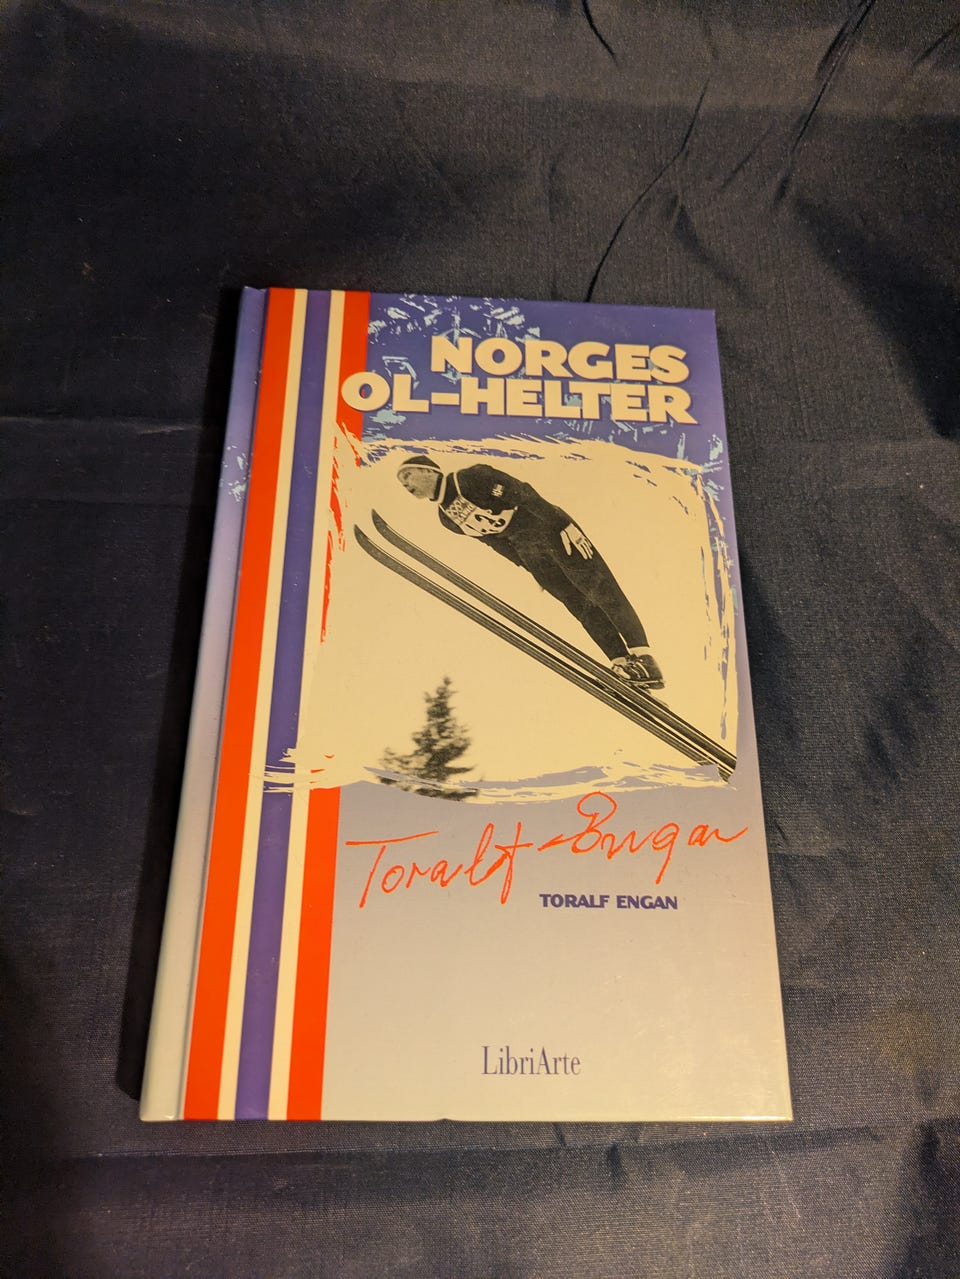 NORGES
OL-HELTER
Toralf Engan
TORALF ENGAN
LibriArte